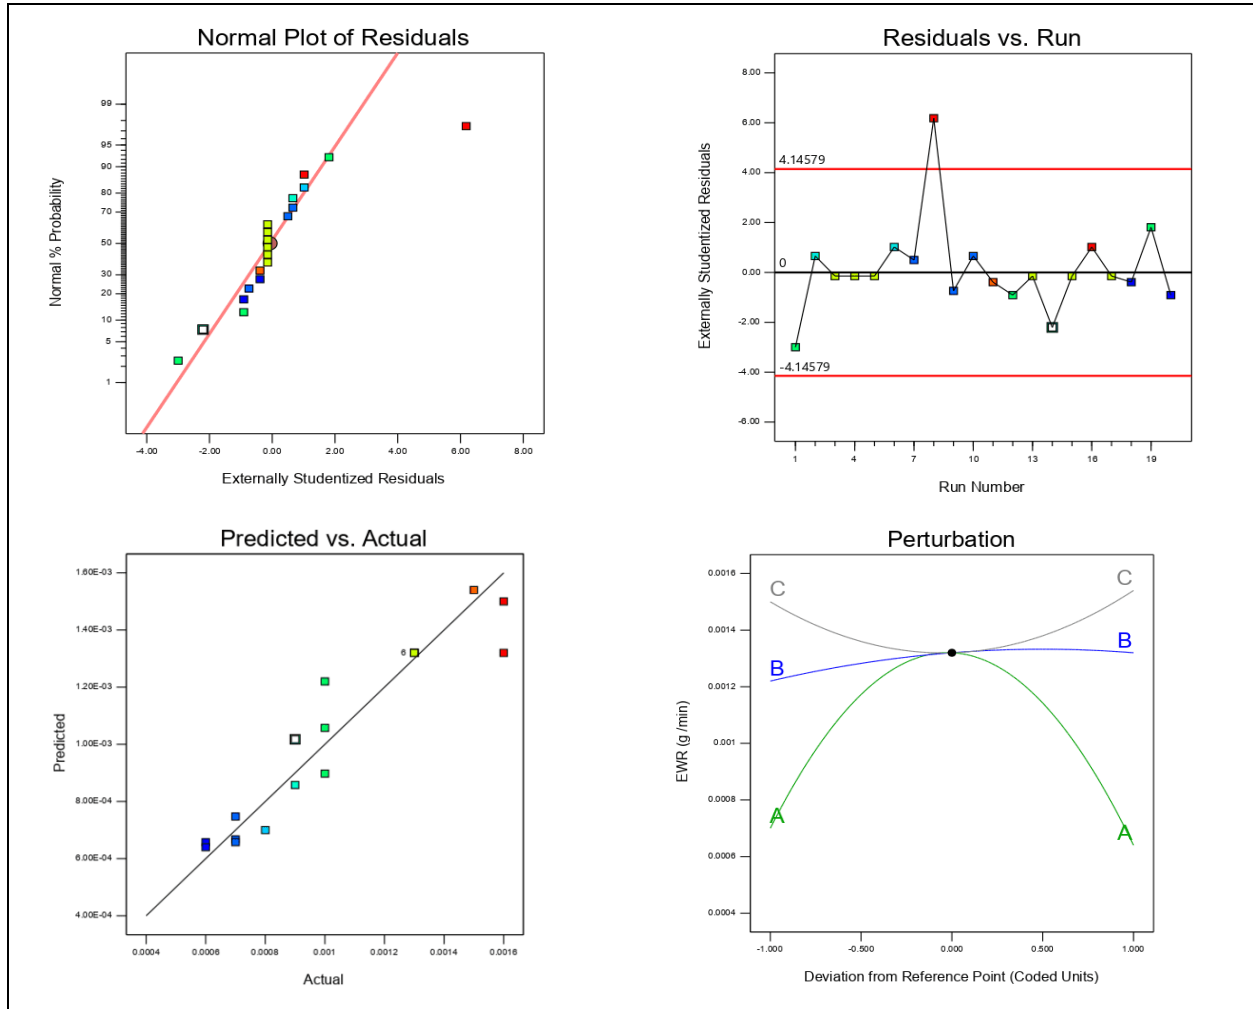 Normal Plot of Residuals
Normal % Probability
99
95
90
80
70
50
30
20
10
5
1
-4.00 -2.00 0.00 2.00 4.00 6.00 8.00
Externally Studentized Residuals
Residuals vs. Run
Externally Studentized Residuals
8.00
6.00
4.00
2.00
0.00
-2.00
-4.00
-6.00
4.14579
0
-4.14579
1 4 7 10 13 16 19
Run Number
Predicted vs. Actual
Predicted
1.60E-03
1.40E-03
1.20E-03
1.00E-03
8.00E-04
6.00E-04
4.00E-04
6
0.0004 0.0006 0.0008 0.001 0.0012 0.0014 0.0016
Actual
Perturbation
EWR (g /min)
0.0016
0.0014
0.0012
0.001
0.0008
0.0006
0.0004
C C
B B
A A
-1.000 -0.500 0.000 0.500 1.000
Deviation from Reference Point (Coded Units)